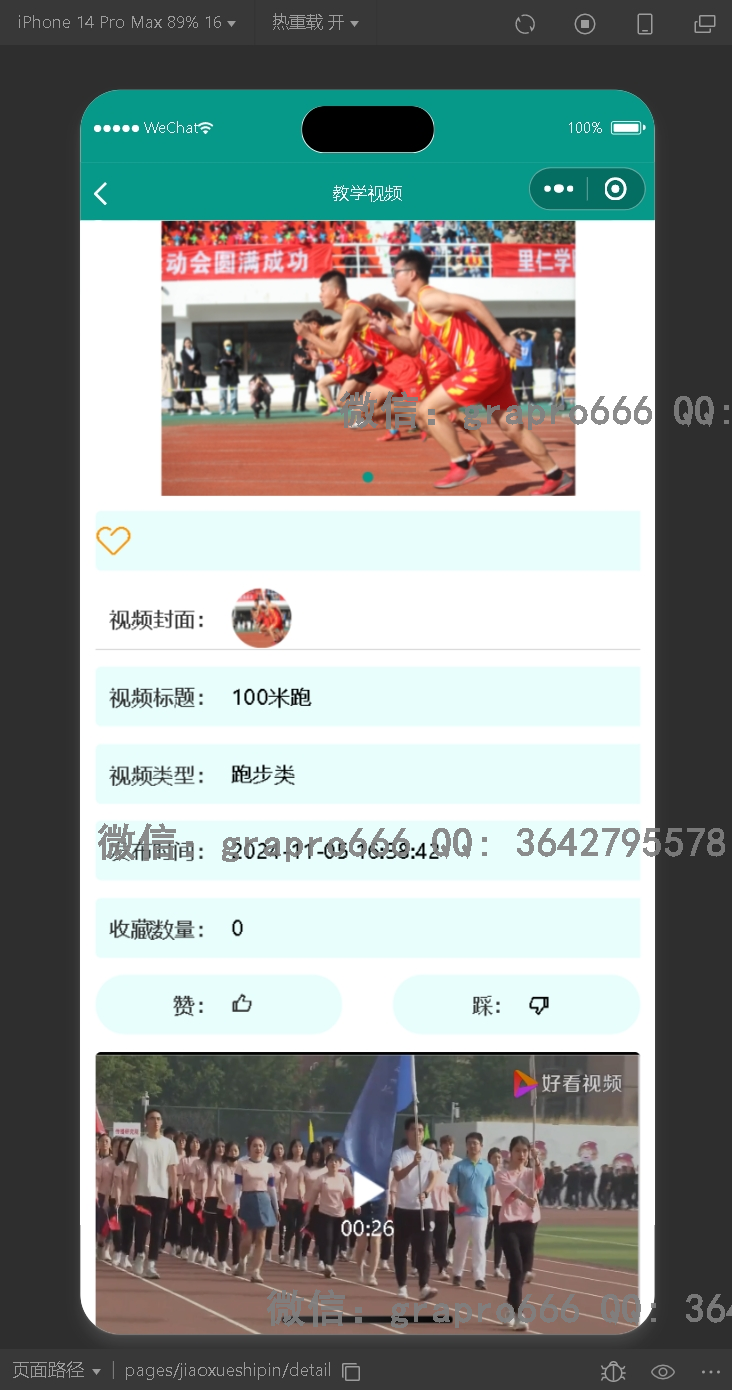 iPhone 14 Pro Max 89% 16
热重载 开
WeChat
100%
教学视频
动会圆满成功
里仁学
微信: grapro666 QQ:
视频封面:
视频标题: 100米跑
视频类型: 跑步类
发布时间: 2024-11-05 16:38:42
微信: grapro666 QQ: 3642795578
收藏数量: 0
赞:
踩:
好看视频
00:26
微信: grapro666 QQ: 364
页面路径
pages/jiaoxueshipin/detail